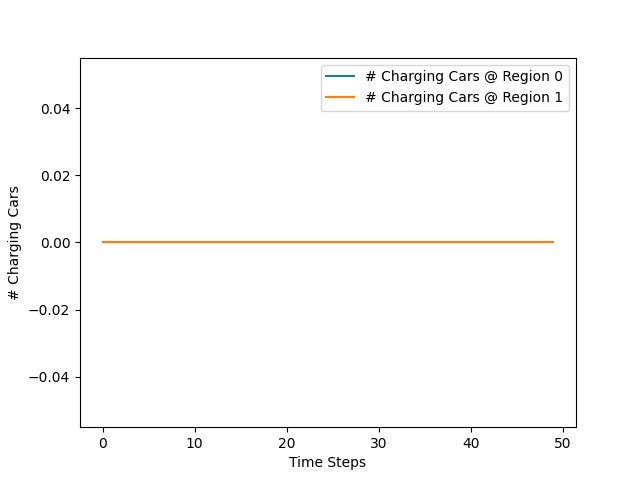 # Charging Cars @ Region 0
# Charging Cars @ Region 1
0.04
0.02
0.00
−0.02
−0.04
# Charging Cars
0 10 20 30 40 50
Time Steps